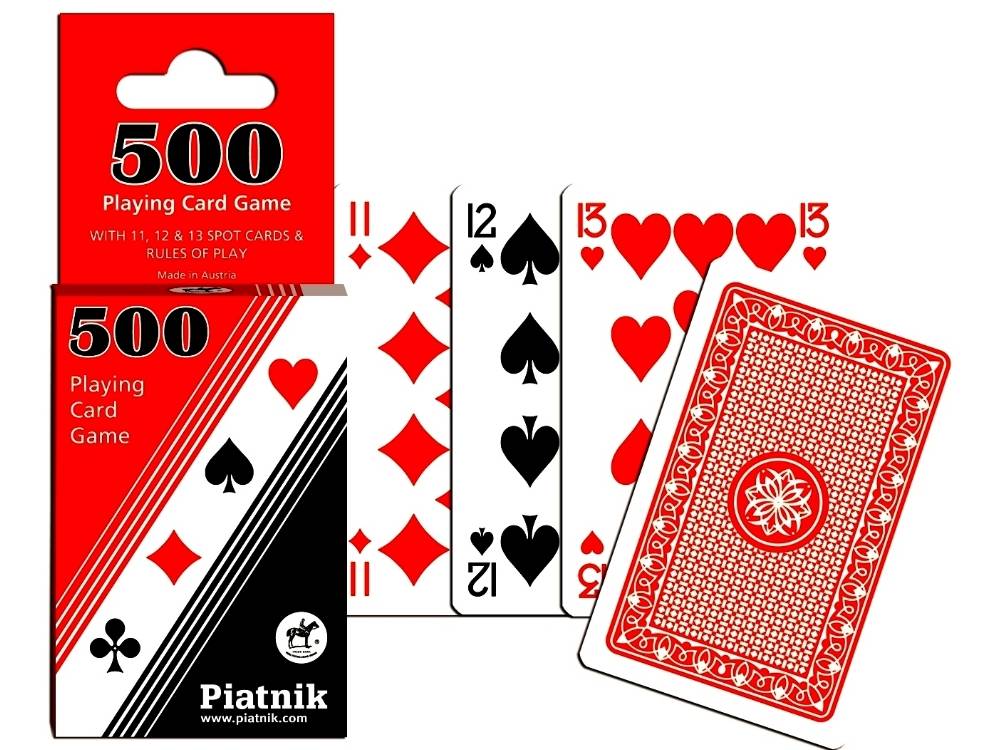 500
Playing Card Game
WITH 11, 12 & 13 SPOT CARDS &
RULES OF PLAY
Made in Austria
500
Playing
Card
Game
Piatnik
www.piatnik.com
11
11
12
12
13
13
13